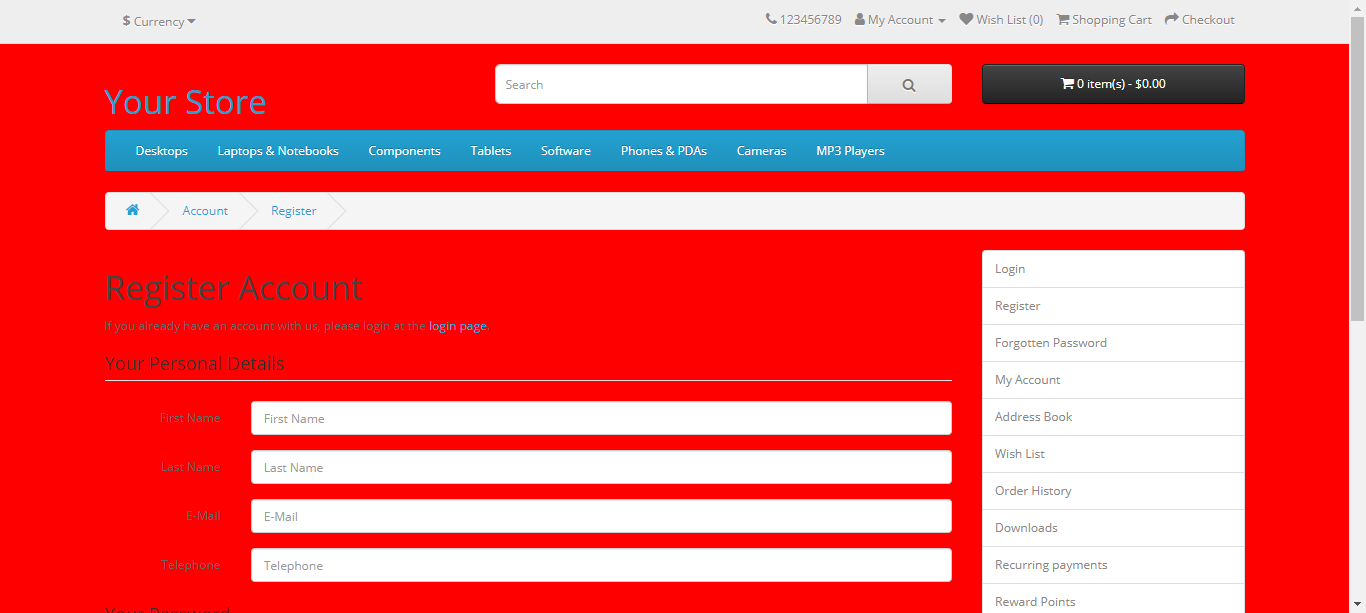 $ Currency
123456789 My Account Wish List (0) Shopping Cart Checkout
Your Store
Search
0 item(s) - $0.00
Desktops Laptops & Notebooks Components Tablets Software Phones & PDAs Cameras MP3 Players
Account Register
Register Account
If you already have an account with us, please login at the login page.
Your Personal Details
First Name First Name
Last Name Last Name
E-Mail E-Mail
Telephone Telephone
Your Password
Login
Register
Forgotten Password
My Account
Address Book
Wish List
Order History
Downloads
Recurring payments
Reward Points